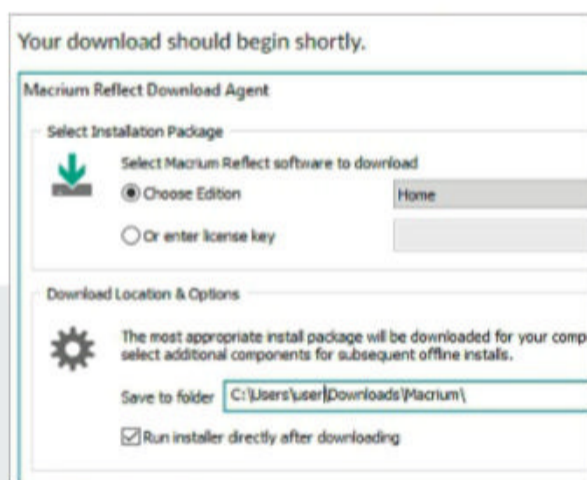 Your download should begin shortly.
Macrium Reflect Download Agent
Select Installation Package
Select Macrium Reflect software to download
Choose Edition
Home
Or enter license key
Download Location & Options
The most appropriate install package will be downloaded for your comp
select additional components for subsequent offline installs.
Save to folder
C:\Users\user\Downloads\Macrium\
Run installer directly after downloading